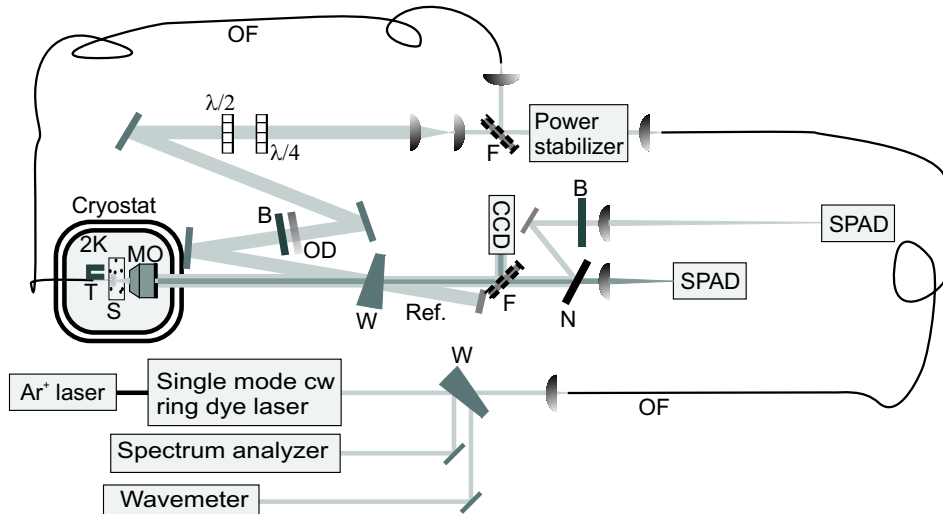 OF
λ/2
λ/4
F
Power
stabilizer
Cryostat
2K
MO
T
S
B
OD
W
Ref.
CCD
F
B
N
SPAD
SPAD
W
Ar⁺ laser
Single mode cw
ring dye laser
OF
Spectrum analyzer
Wavemeter